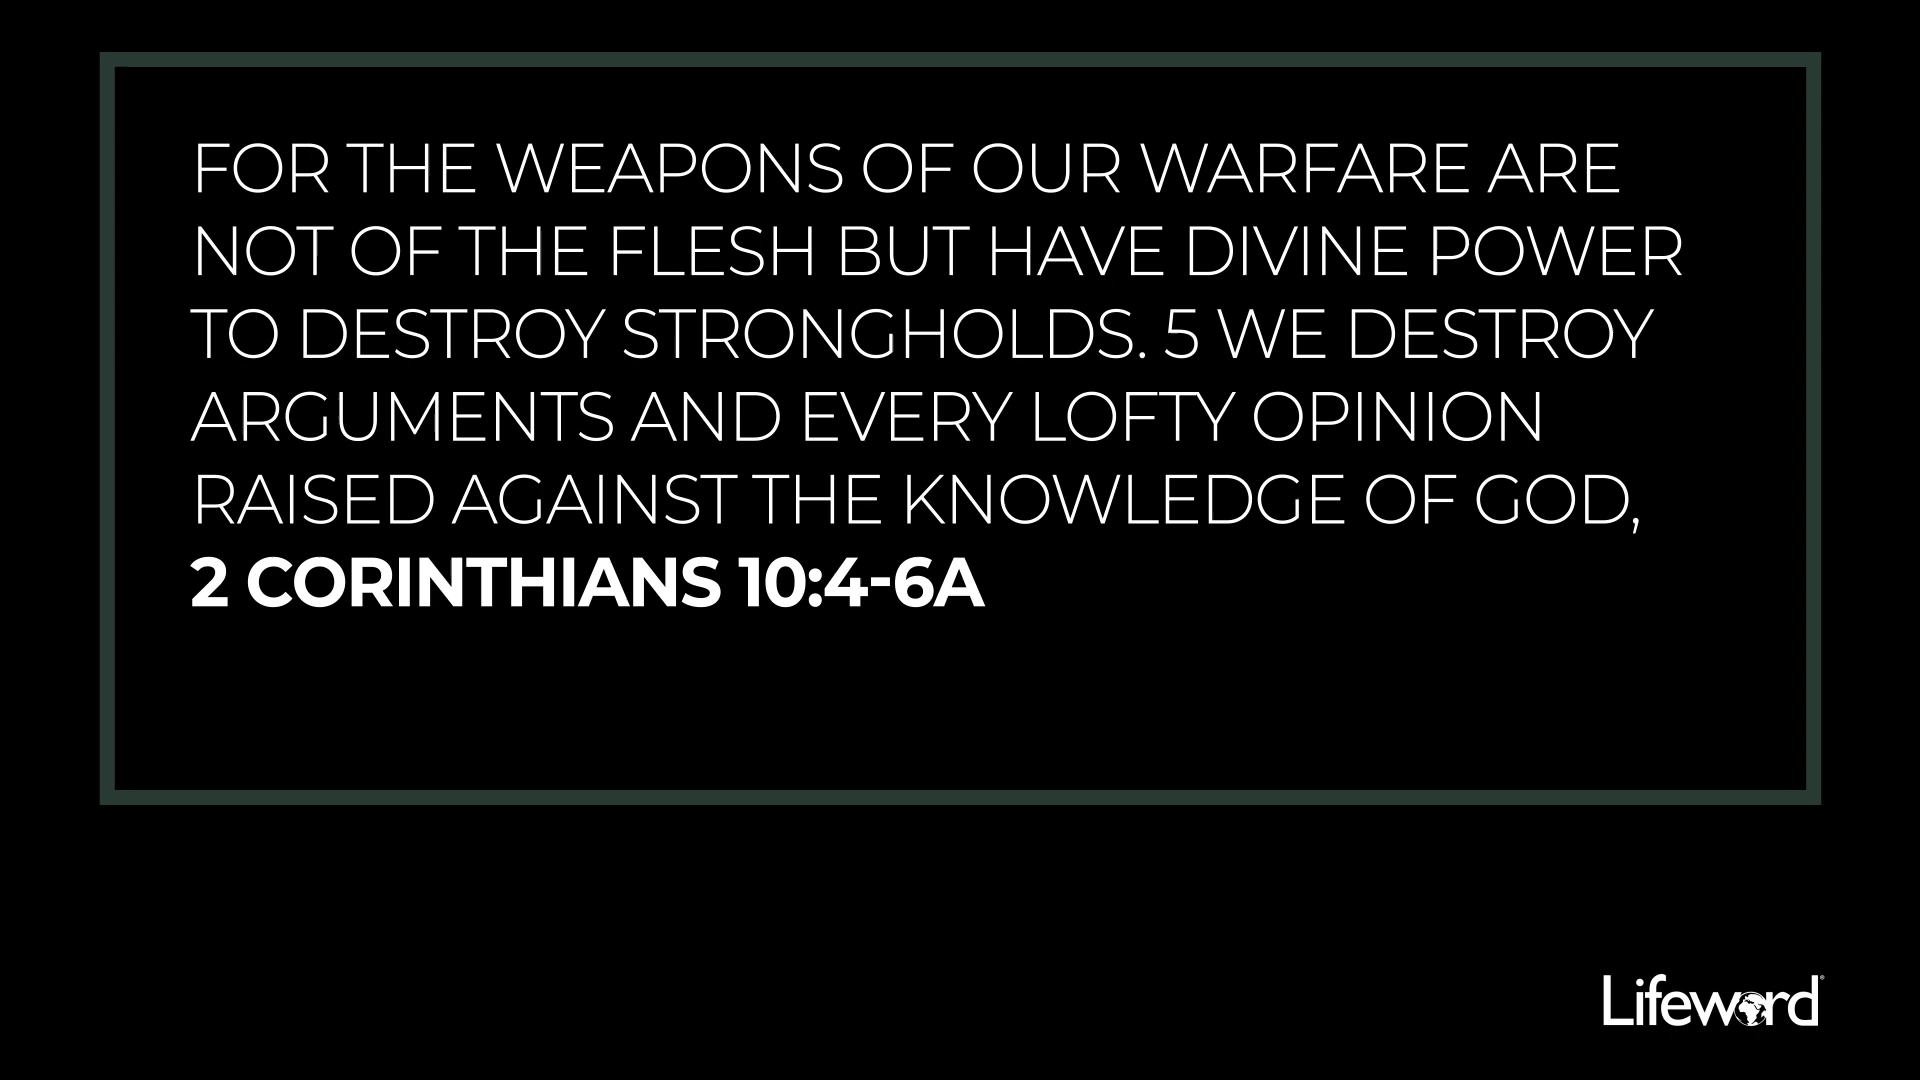 FOR THE WEAPONS OF OUR WARFARE ARE
NOT OF THE FLESH BUT HAVE DIVINE POWER
TO DESTROY STRONGHOLDS. 5 WE DESTROY
ARGUMENTS AND EVERY LOFTY OPINION
RAISED AGAINST THE KNOWLEDGE OF GOD,
2 CORINTHIANS 10:4-6A
Lifeword®